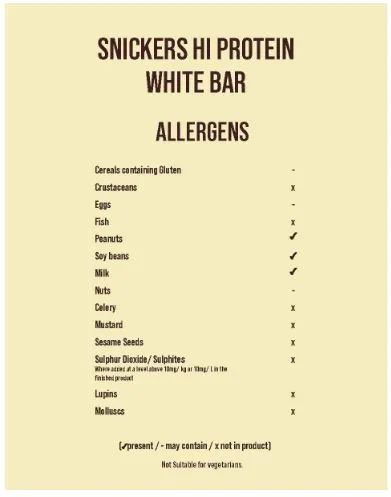 SNICKERS HI PROTEIN
WHITE BAR
ALLERGENS
Cereals containing Gluten -
Crustaceans x
Eggs -
Fish x
Peanuts ✔
Soy beans ✔
Milk ✔
Nuts -
Celery x
Mustard x
Sesame Seeds x
Sulphur Dioxide/ Sulphites x
Where added at a level above 10mg/ kg or 10mg/ L in the
finished product
Lupins x
Molluscs x
(✔present / - may contain / x not in product)
Not Suitable for vegetarians.